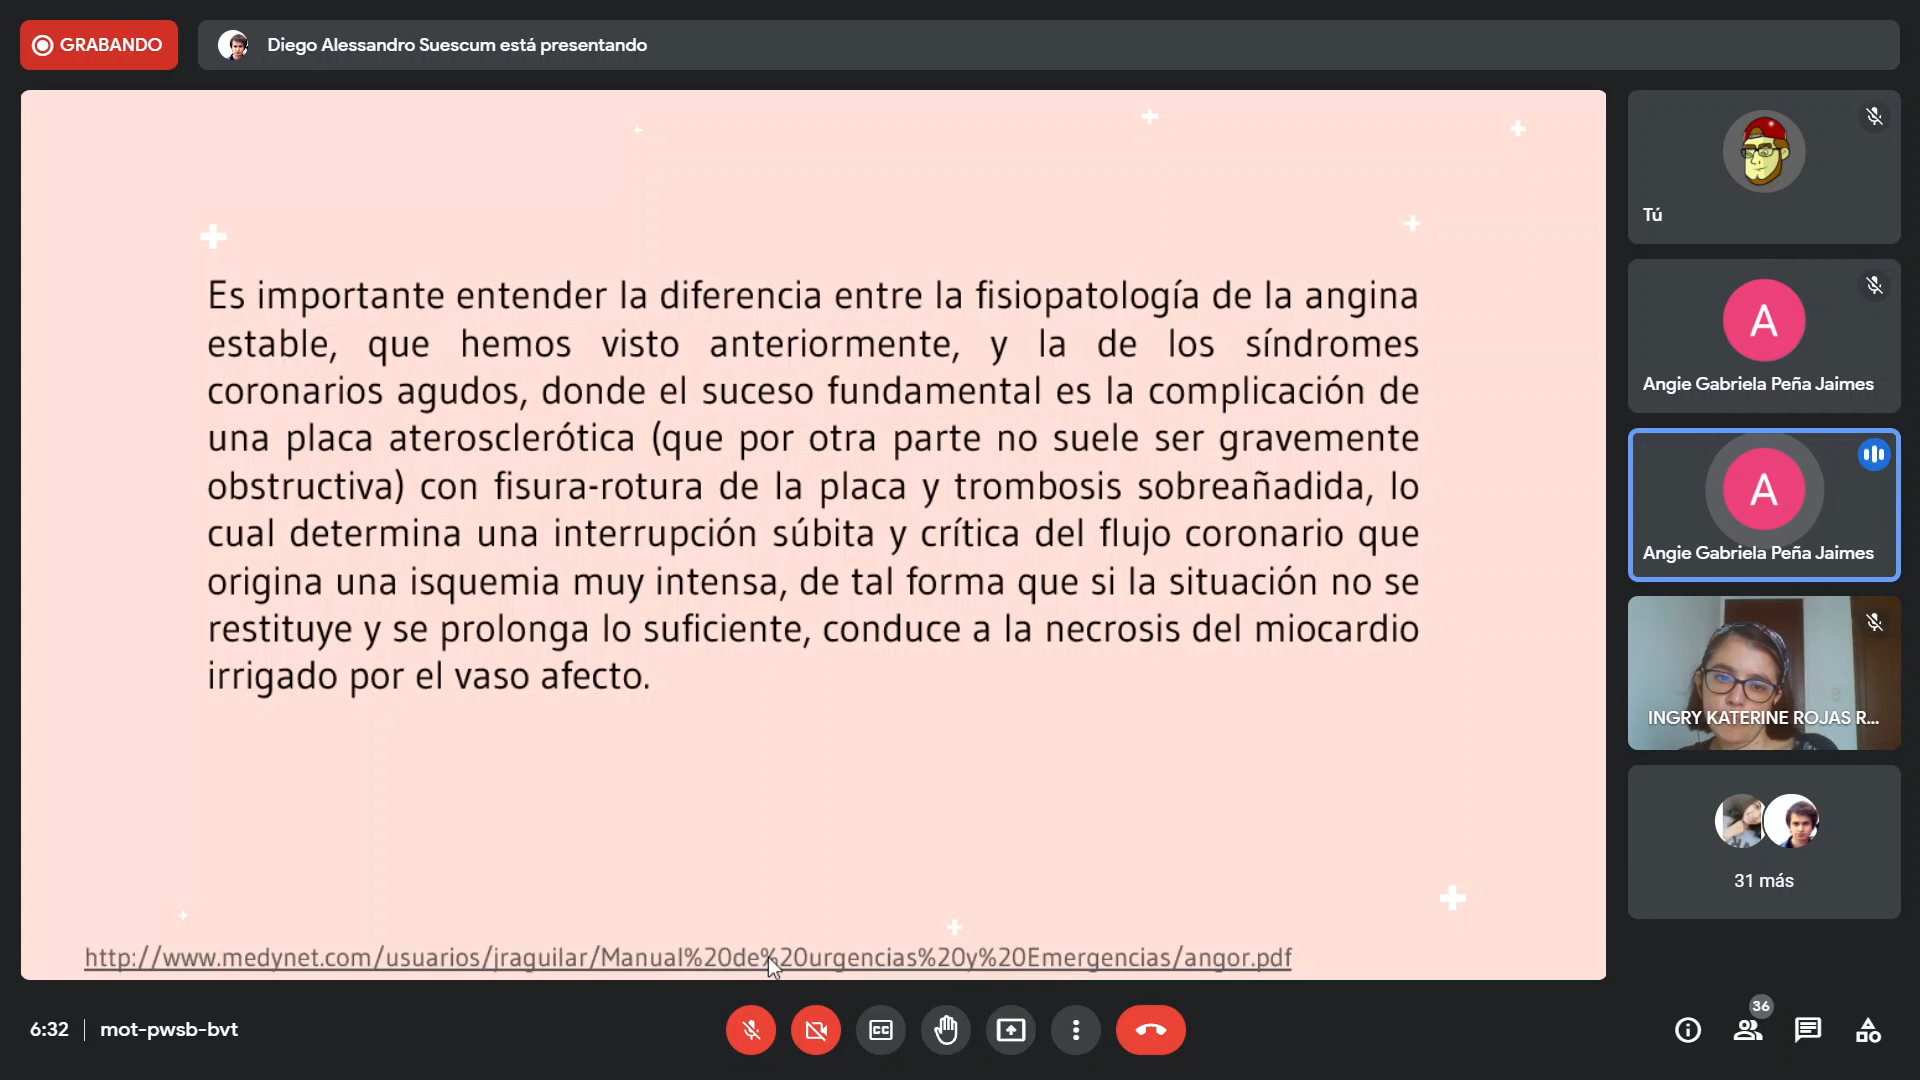 GRABANDO
Diego Alessandro Suescum está presentando
Es importante entender la diferencia entre la fisiopatología de la angina
estable, que hemos visto anteriormente, y la de los síndromes
coronarios agudos, donde el suceso fundamental es la complicación de
una placa aterosclerótica (que por otra parte no suele ser gravemente
obstructiva) con fisura-rotura de la placa y trombosis sobreañadida, lo
cual determina una interrupción súbita y crítica del flujo coronario que
origina una isquemia muy intensa, de tal forma que si la situación no se
restituye y se prolonga lo suficiente, conduce a la necrosis del miocardio
irrigado por el vaso afecto.
http://www.medynet.com/usuarios/jraguilar/Manual%20de%20urgencias%20y%20Emergencias/angor.pdf
Tú
A
Angie Gabriela Peña Jaimes
A
Angie Gabriela Peña Jaimes
INGRY KATERINE ROJAS R...
31 más
6:32
mot-pwsb-bvt
CC
36